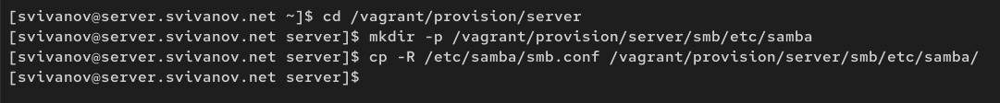 [svivanov@server.svivanov.net ~]$ cd /vagrant/provision/server
[svivanov@server.svivanov.net server]$ mkdir -p /vagrant/provision/server/smb/etc/samba
[svivanov@server.svivanov.net server]$ cp -R /etc/samba/smb.conf /vagrant/provision/server/smb/etc/samba/
[svivanov@server.svivanov.net server]$